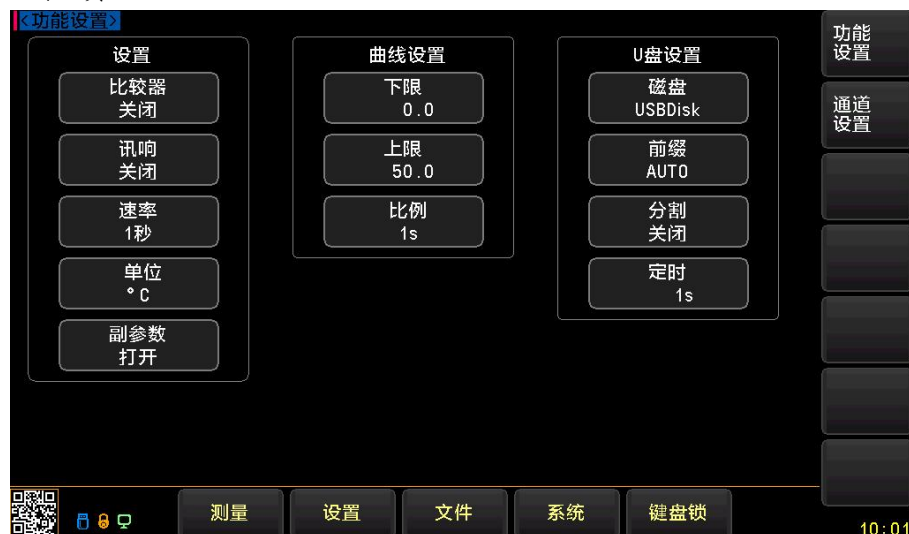 <功能设置>
设置
比较器
关闭
讯响
关闭
速率
1秒
单位
°C
副参数
打开
曲线设置
下限
0.0
上限
50.0
比例
1s
U盘设置
磁盘
USBDisk
前缀
AUTO
分割
关闭
定时
1s
功能
设置
通道
设置
测量
设置
文件
系统
键盘锁
10:01